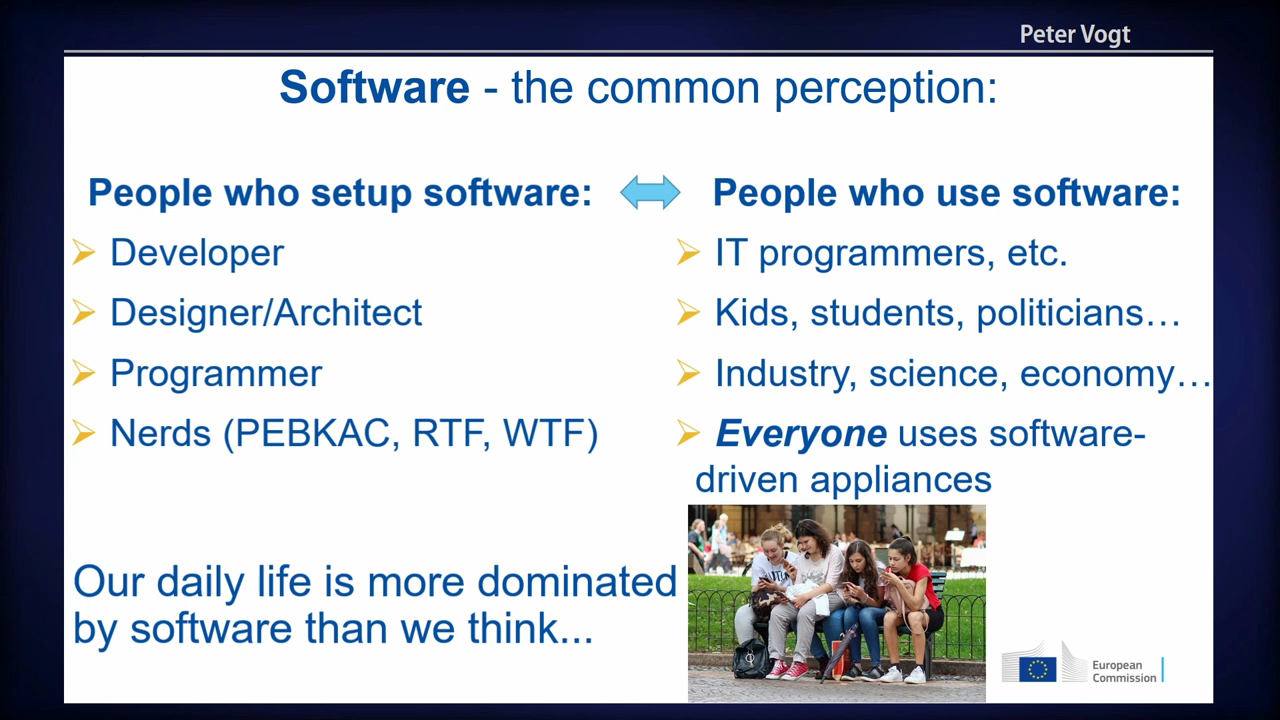 Peter Vogt
Software - the common perception:
People who setup software:
Developer
Designer/Architect
Programmer
Nerds (PEBKAC, RTF, WTF)
People who use software:
IT programmers, etc.
Kids, students, politicians…
Industry, science, economy…
Everyone uses software-
driven appliances
Our daily life is more dominated
by software than we think...
European
Commission